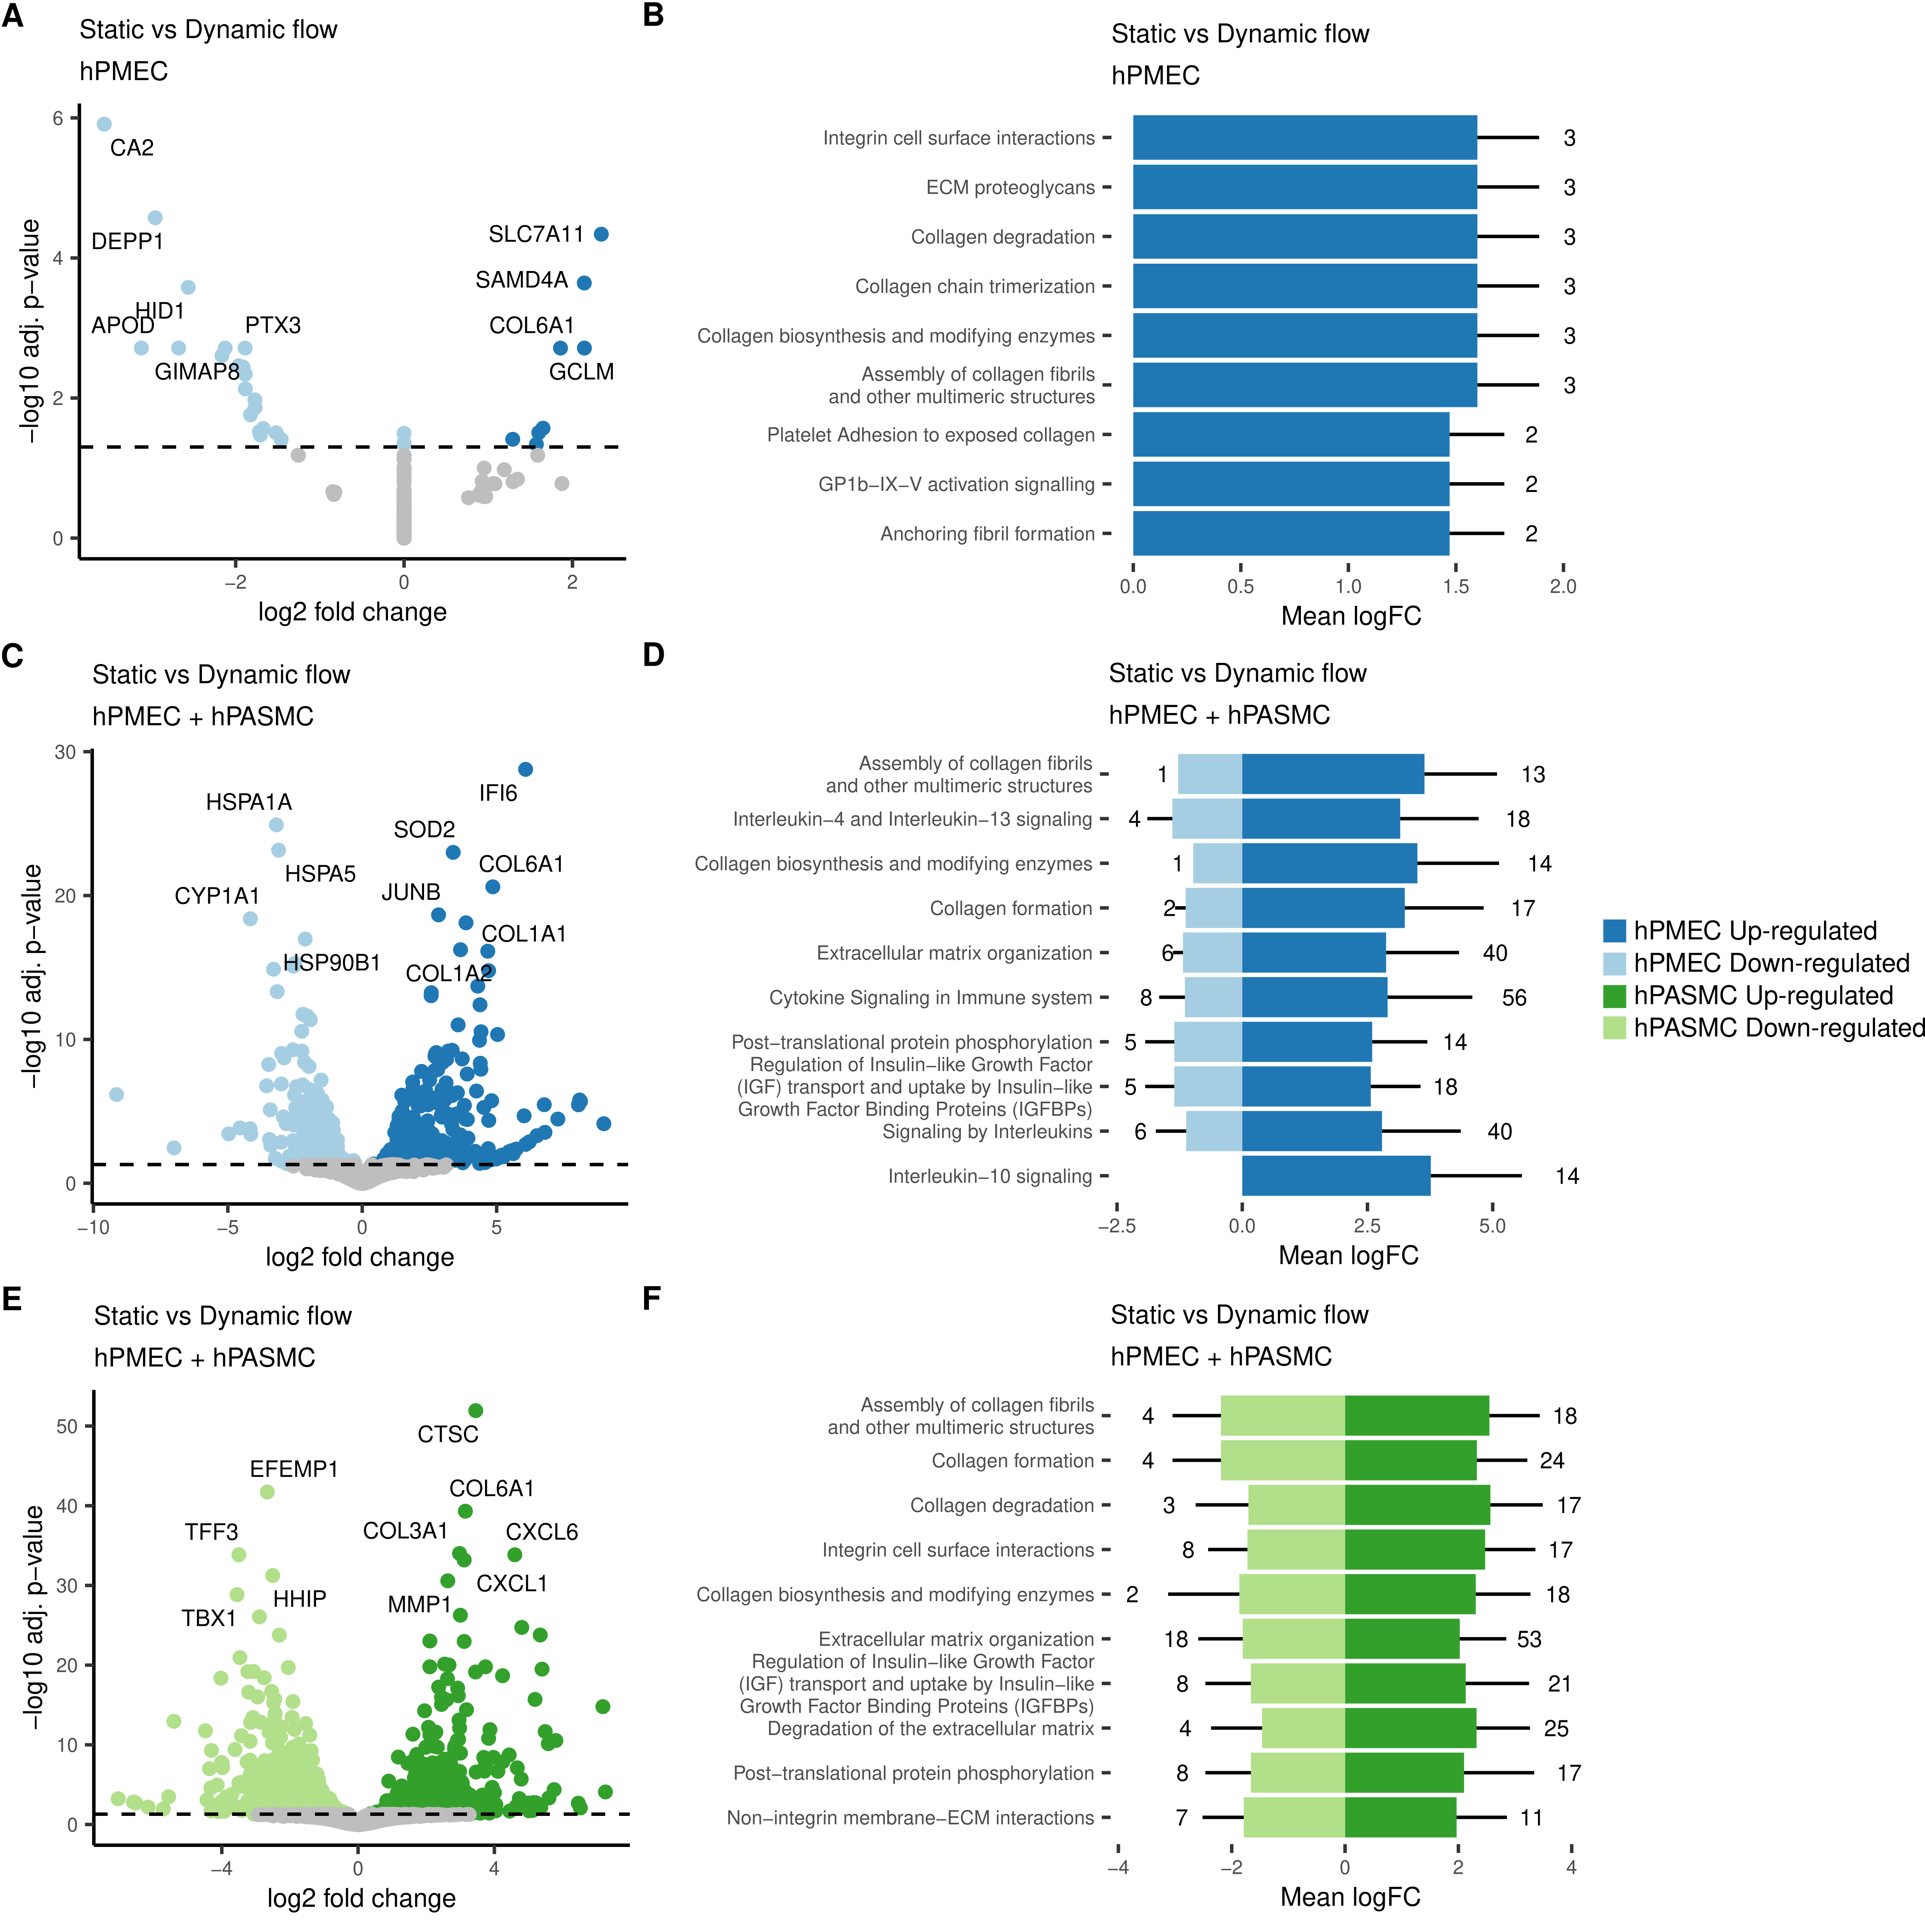 A
Static vs Dynamic flow
hPMEC
−log10 adj. p−value
6
4
2
0
CA2
DEPP1
HID1
APOD
PTX3
GIMAP8
SLC7A11
SAMD4A
COL6A1
GCLM
−2
0
2
log2 fold change
B
Static vs Dynamic flow
hPMEC
Integrin cell surface interactions
3
ECM proteoglycans
3
Collagen degradation
3
Collagen chain trimerization
3
Collagen biosynthesis and modifying enzymes
3
Assembly of collagen fibrils
and other multimeric structures
3
Platelet Adhesion to exposed collagen
2
GP1b−IX−V activation signalling
2
Anchoring fibril formation
2
0.0
0.5
1.0
1.5
2.0
Mean logFC
C
Static vs Dynamic flow
hPMEC + hPASMC
−log10 adj. p−value
30
20
10
0
IFI6
HSPA1A
SOD2
HSPA5
COL6A1
CYP1A1
JUNB
COL1A1
HSP90B1
COL1A2
−10
−5
0
5
log2 fold change
D
Static vs Dynamic flow
hPMEC + hPASMC
Assembly of collagen fibrils
and other multimeric structures
1
13
Interleukin−4 and Interleukin−13 signaling
4
18
Collagen biosynthesis and modifying enzymes
1
14
Collagen formation
2
17
Extracellular matrix organization
6
40
Cytokine Signaling in Immune system
8
56
Post−translational protein phosphorylation
5
14
Regulation of Insulin−like Growth Factor
(IGF) transport and uptake by Insulin−like
Growth Factor Binding Proteins (IGFBPs)
5
18
Signaling by Interleukins
6
40
Interleukin−10 signaling
14
−2.5
0.0
2.5
5.0
Mean logFC
hPMEC Up-regulated
hPMEC Down-regulated
hPASMC Up-regulated
hPASMC Down-regulated
E
Static vs Dynamic flow
hPMEC + hPASMC
−log10 adj. p−value
50
40
30
20
10
0
CTSC
EFEMP1
COL6A1
TFF3
COL3A1
CXCL6
CXCL1
HHIP
MMP1
TBX1
−4
0
4
log2 fold change
F
Static vs Dynamic flow
hPMEC + hPASMC
Assembly of collagen fibrils
and other multimeric structures
4
18
Collagen formation
4
24
Collagen degradation
3
17
Integrin cell surface interactions
8
17
Collagen biosynthesis and modifying enzymes
2
18
Extracellular matrix organization
18
53
Regulation of Insulin−like Growth Factor
(IGF) transport and uptake by Insulin−like
Growth Factor Binding Proteins (IGFBPs)
8
21
Degradation of the extracellular matrix
4
25
Post−translational protein phosphorylation
8
17
Non−integrin membrane−ECM interactions
7
11
−4
−2
0
2
4
Mean logFC